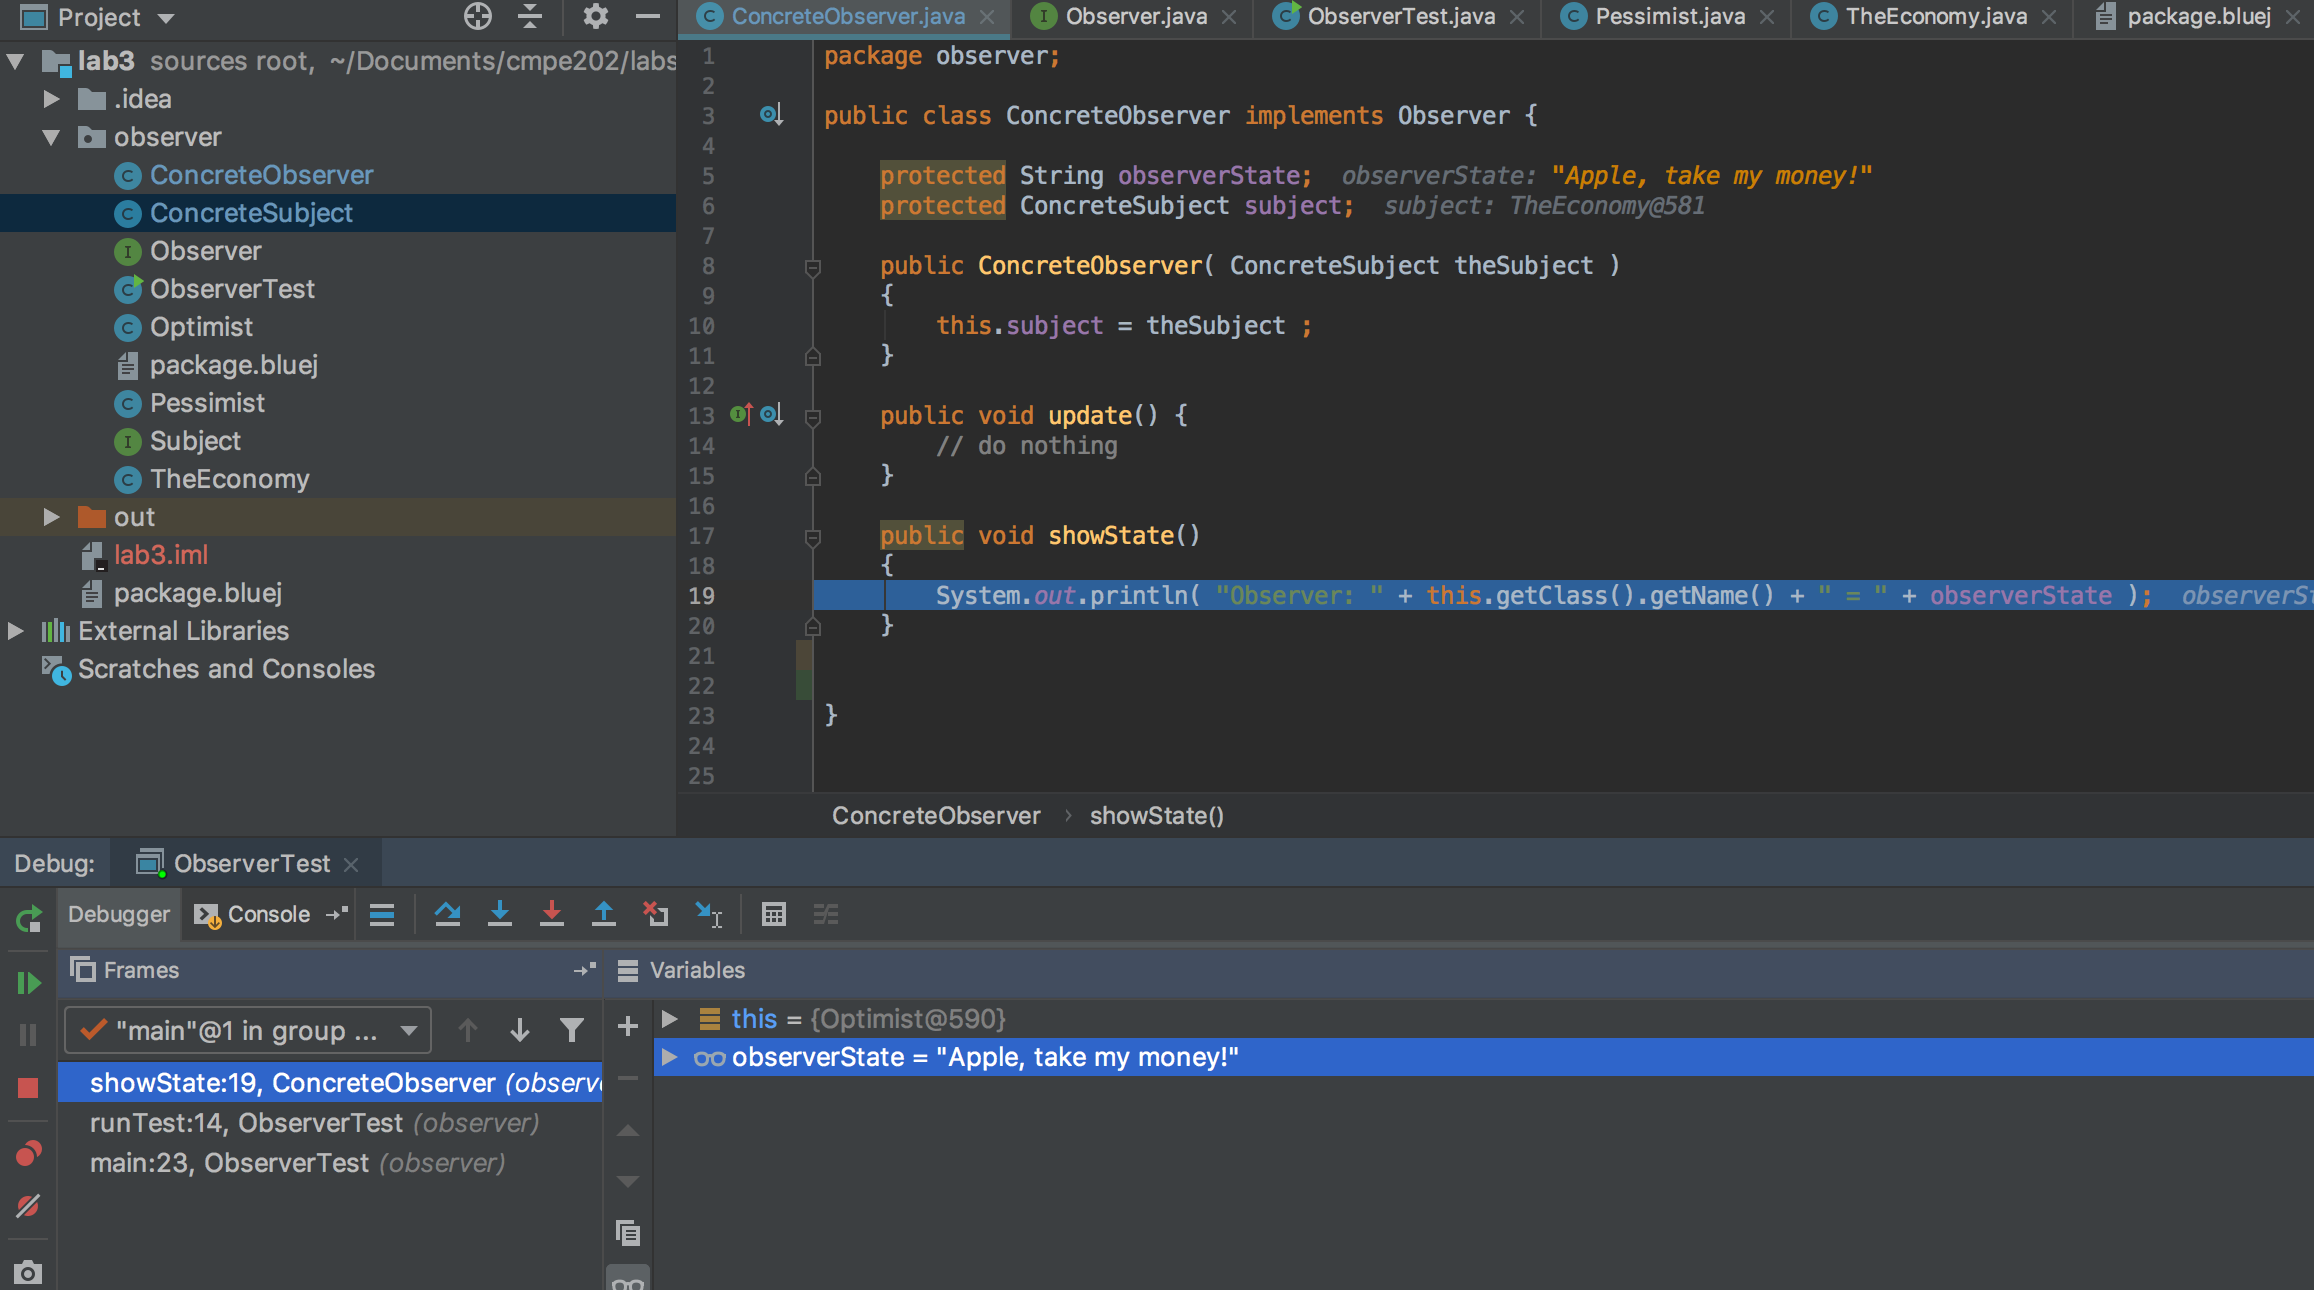 Project
lab3 sources root, ~/Documents/cmpe202/labs
.idea
observer
ConcreteObserver
ConcreteSubject
Observer
ObserverTest
Optimist
package.bluej
Pessimist
Subject
TheEconomy
out
lab3.iml
package.bluej
External Libraries
Scratches and Consoles
ConcreteObserver.java
Observer.java
ObserverTest.java
Pessimist.java
TheEconomy.java
package.bluej
1 package observer;
2
3 public class ConcreteObserver implements Observer {
4
5 protected String observerState; observerState: "Apple, take my money!"
6 protected ConcreteSubject subject; subject: TheEconomy@581
7
8 public ConcreteObserver( ConcreteSubject theSubject )
9 {
10 this.subject = theSubject ;
11 }
12
13 public void update() {
14 // do nothing
15 }
16
17 public void showState()
18 {
19 System.out.println( "Observer: " + this.getClass().getName() + " = " + observerState ); observerSt
20 }
21
22
23 }
24
25
ConcreteObserver › showState()
Debug: ObserverTest
Debugger Console
Frames
"main"@1 in group ...
showState:19, ConcreteObserver (observe
runTest:14, ObserverTest (observer)
main:23, ObserverTest (observer)
Variables
this = {Optimist@590}
observerState = "Apple, take my money!"